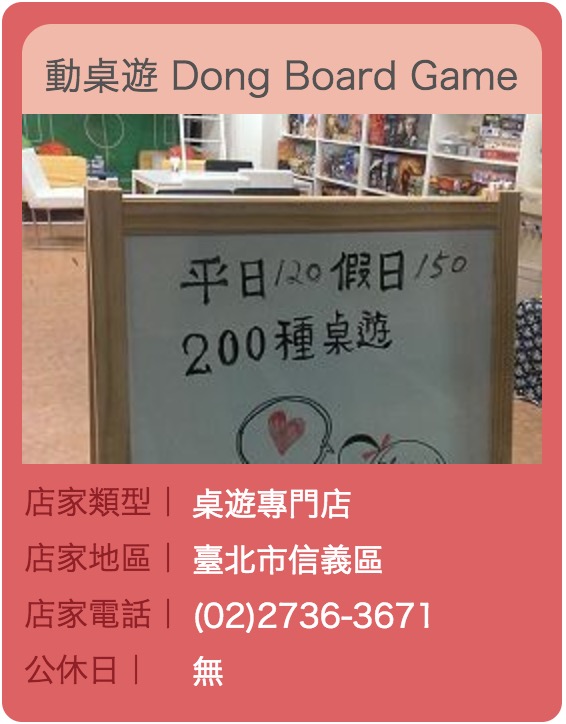 動桌遊 Dong Board Game
平日120假日150
200種桌遊
店家類型｜ 桌遊專門店
店家地區｜ 臺北市信義區
店家電話｜ (02)2736-3671
公休日｜ 無